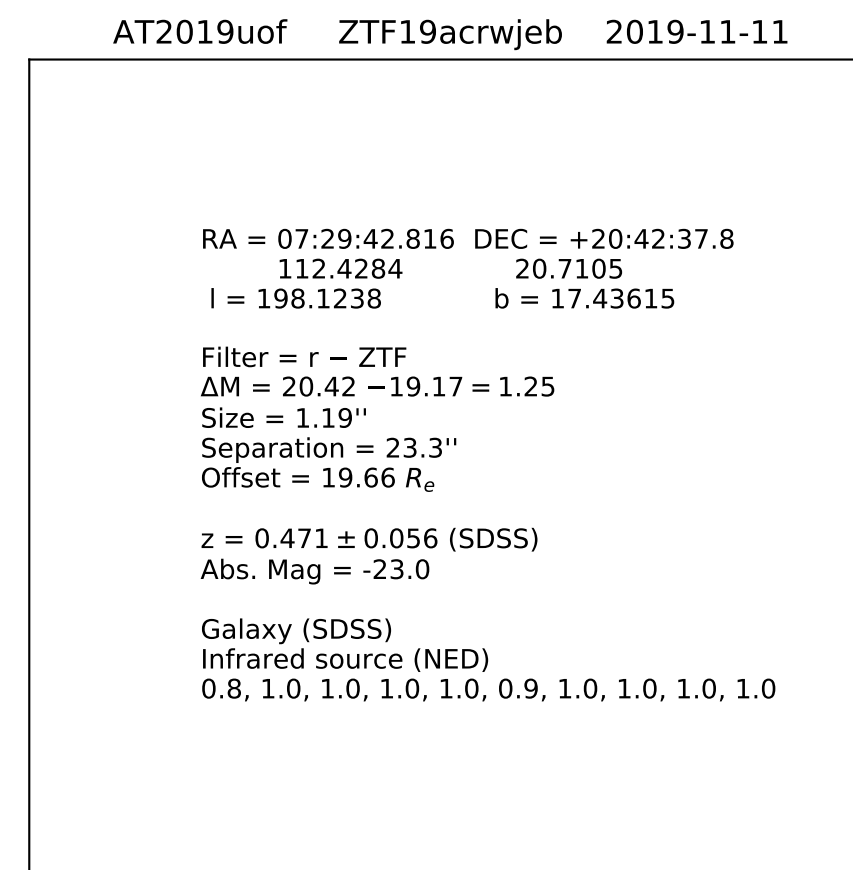 AT2019uof ZTF19acrwjeb 2019-11-11
RA = 07:29:42.816 DEC = +20:42:37.8
112.4284 20.7105
l = 198.1238 b = 17.43615
Filter = r − ZTF
ΔM = 20.42 −19.17 = 1.25
Size = 1.19''
Separation = 23.3''
Offset = 19.66 Re
z = 0.471 ± 0.056 (SDSS)
Abs. Mag = -23.0
Galaxy (SDSS)
Infrared source (NED)
0.8, 1.0, 1.0, 1.0, 1.0, 0.9, 1.0, 1.0, 1.0, 1.0